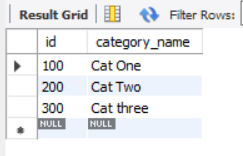 Result Grid Filter Rows:
id category_name
100 Cat One
200 Cat Two
300 Cat three
NULL NULL